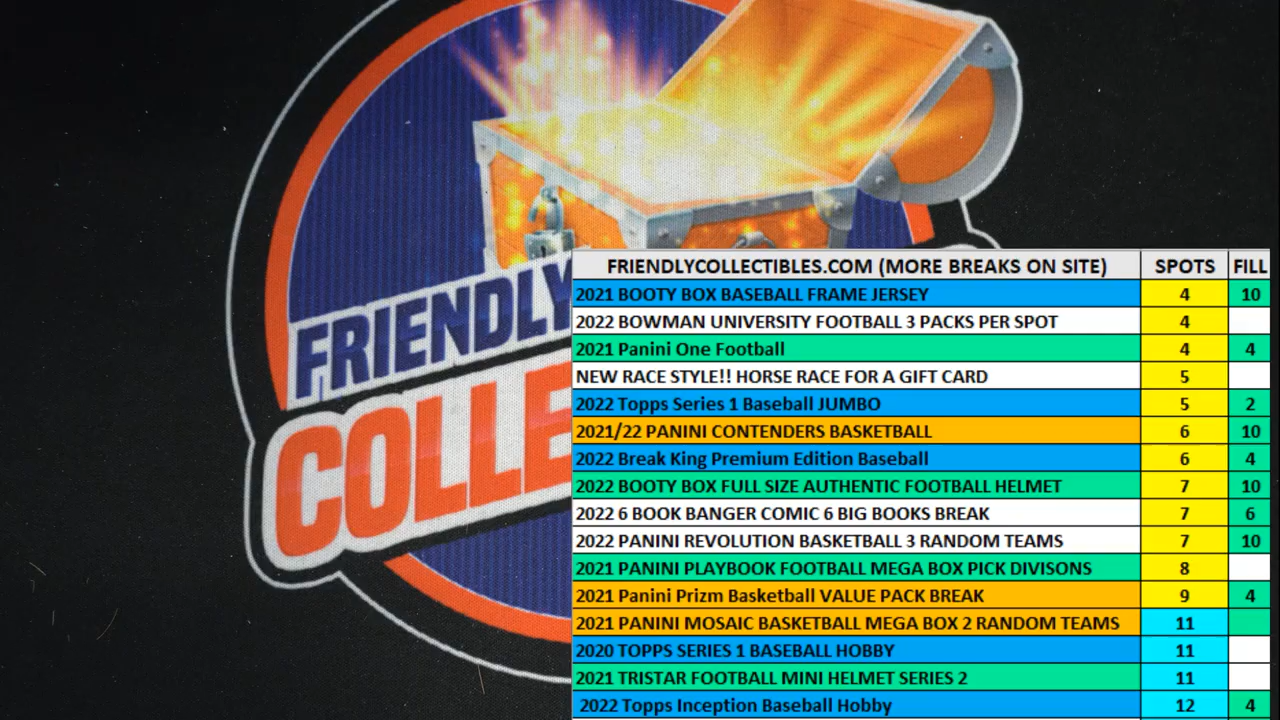 FRIENDLY
COLLE
FRIENDLYCOLLECTIBLES.COM (MORE BREAKS ON SITE) SPOTS FILL
2021 BOOTY BOX BASEBALL FRAME JERSEY 4 10
2022 BOWMAN UNIVERSITY FOOTBALL 3 PACKS PER SPOT 4
2021 Panini One Football 4 4
NEW RACE STYLE!! HORSE RACE FOR A GIFT CARD 5
2022 Topps Series 1 Baseball JUMBO 5 2
2021/22 PANINI CONTENDERS BASKETBALL 6 10
2022 Break King Premium Edition Baseball 6 4
2022 BOOTY BOX FULL SIZE AUTHENTIC FOOTBALL HELMET 7 10
2022 6 BOOK BANGER COMIC 6 BIG BOOKS BREAK 7 6
2022 PANINI REVOLUTION BASKETBALL 3 RANDOM TEAMS 7 10
2021 PANINI PLAYBOOK FOOTBALL MEGA BOX PICK DIVISONS 8
2021 Panini Prizm Basketball VALUE PACK BREAK 9 4
2021 PANINI MOSAIC BASKETBALL MEGA BOX 2 RANDOM TEAMS 11
2020 TOPPS SERIES 1 BASEBALL HOBBY 11
2021 TRISTAR FOOTBALL MINI HELMET SERIES 2 11
2022 Topps Inception Baseball Hobby 12 4